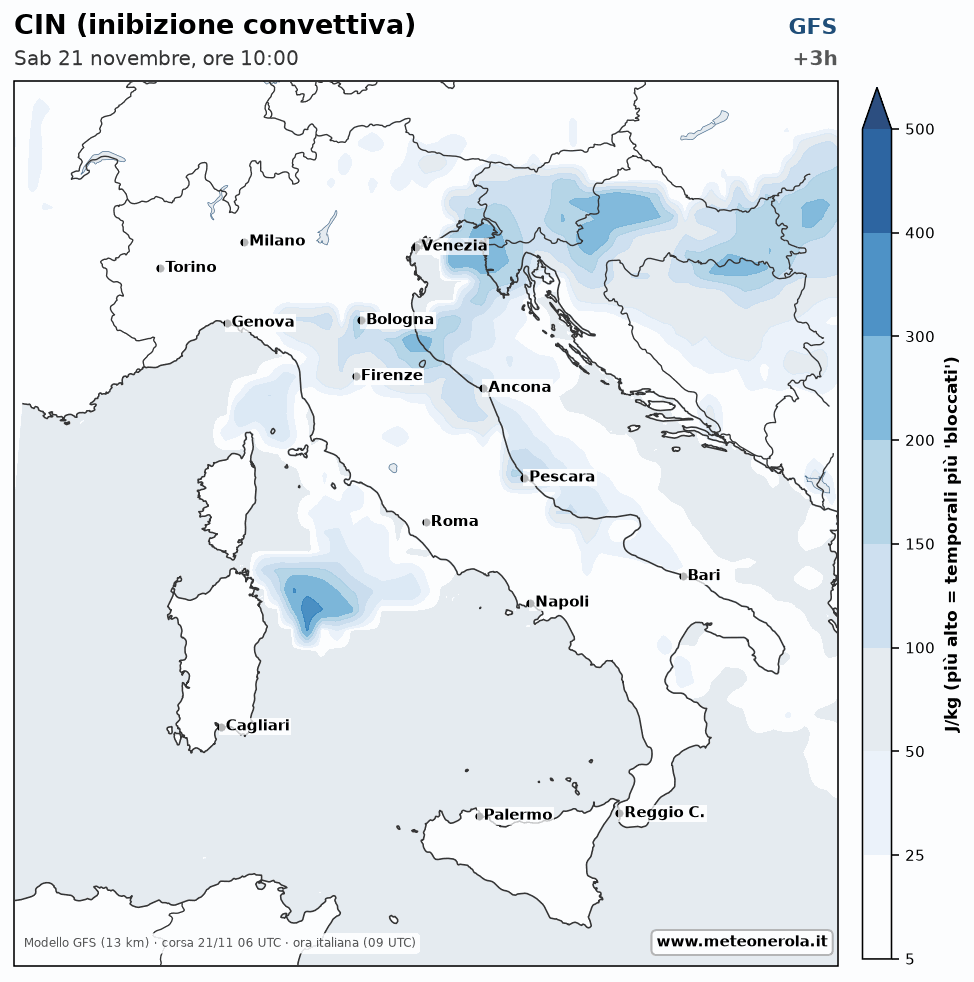 CIN (inibizione convettiva)
GFS
Sab 21 novembre, ore 10:00
+3h
500
400
300
200
150
100
50
25
5
J/kg (più alto = temporali più 'bloccati')
Milano
Venezia
Torino
Genova
Bologna
Firenze
Ancona
Pescara
Roma
Bari
Napoli
Cagliari
Palermo
Reggio C.
Modello GFS (13 km) · corsa 21/11 06 UTC · ora italiana (09 UTC)
www.meteonerola.it